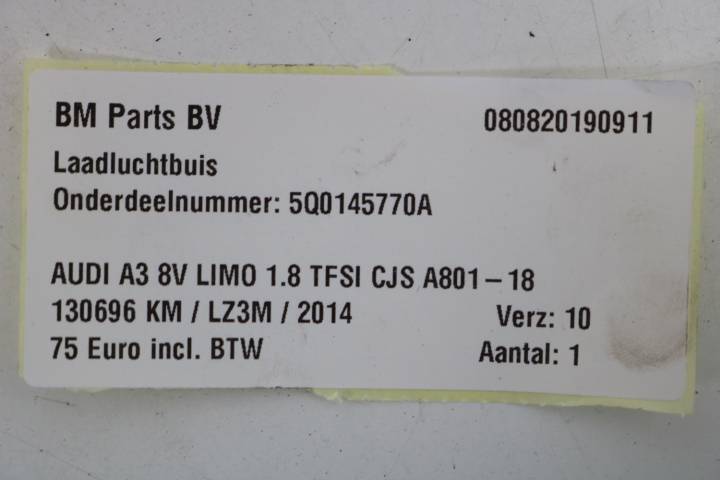 BM Parts BV 080820190911
Laadluchtbuis
Onderdeelnummer: 5Q0145770A
AUDI A3 8V LIMO 1.8 TFSI CJS A801-18
130696 KM / LZ3M / 2014 Verz: 10
75 Euro incl. BTW Aantal: 1